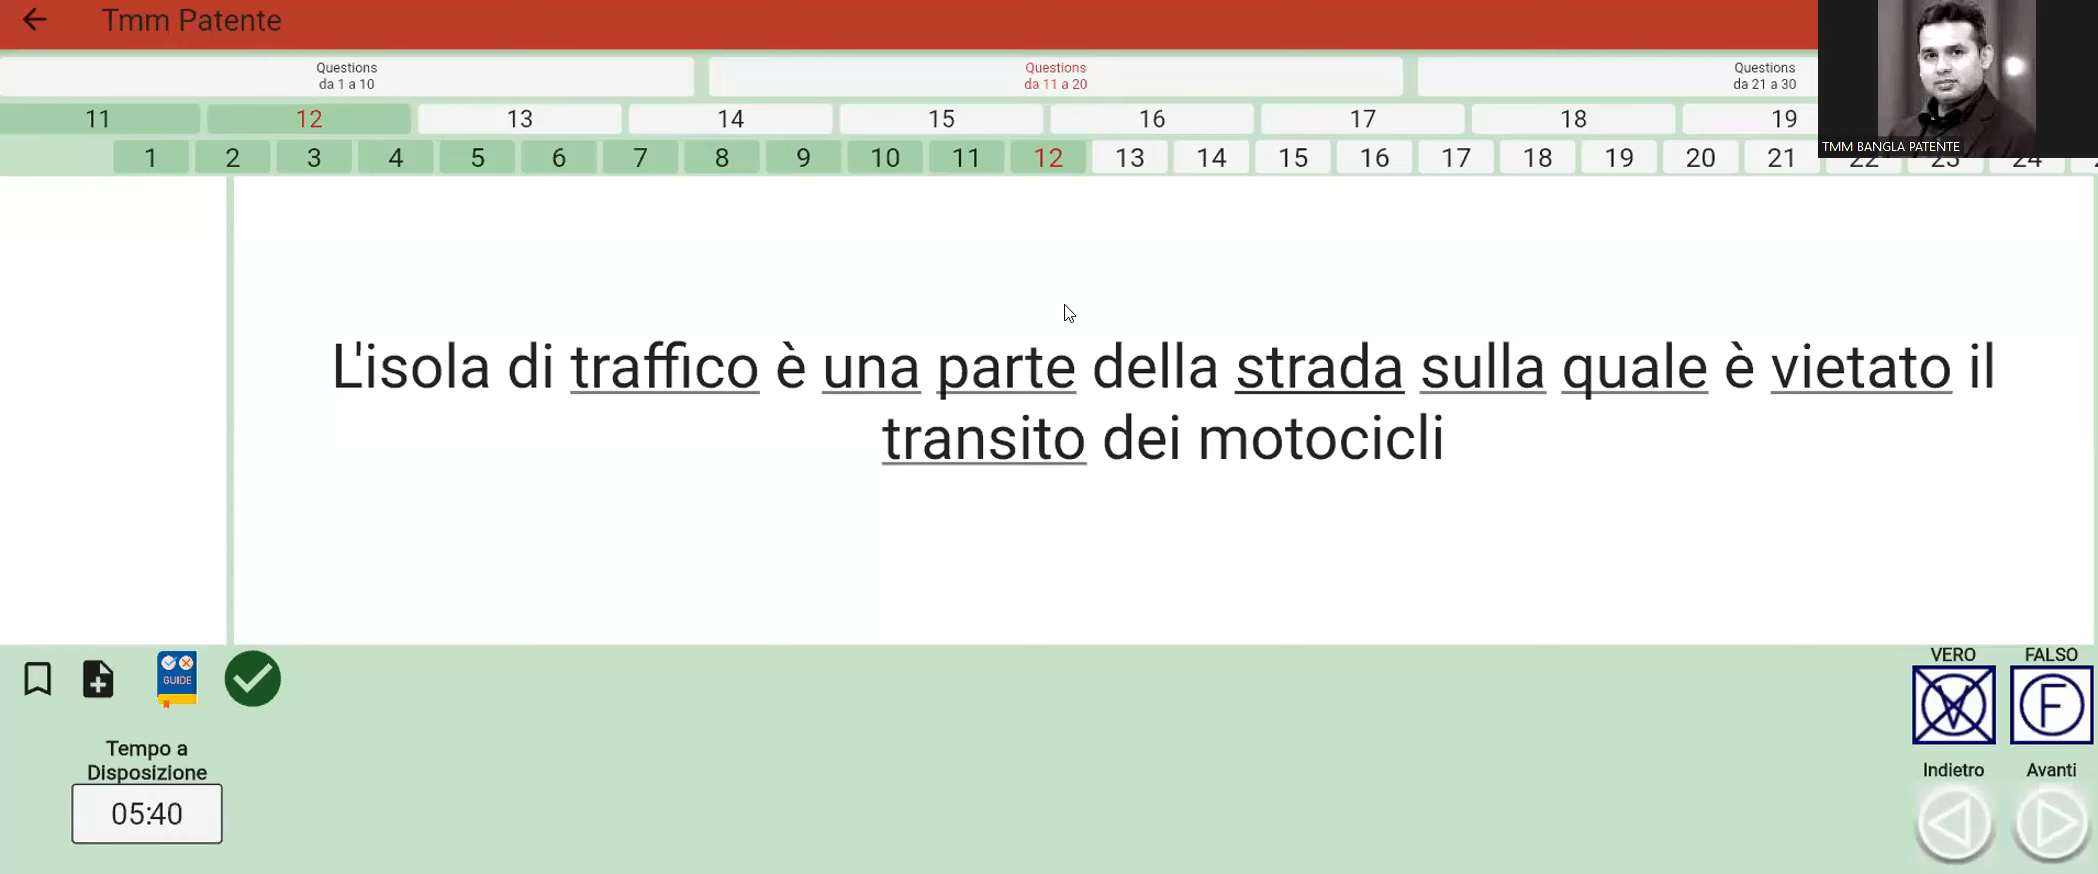 Tmm Patente
Questions
da 1 a 10
Questions
da 11 a 20
Questions
da 21 a 30
11 12 13 14 15 16 17 18 19
1 2 3 4 5 6 7 8 9 10 11 12 13 14 15 16 17 18 19 20 21 22 23 24
TMM BANGLA PATENTE
L'isola di traffico è una parte della strada sulla quale è vietato il
transito dei motocicli
GUIDE
Tempo a
Disposizione
05:40
VERO FALSO
V F
Indietro Avanti